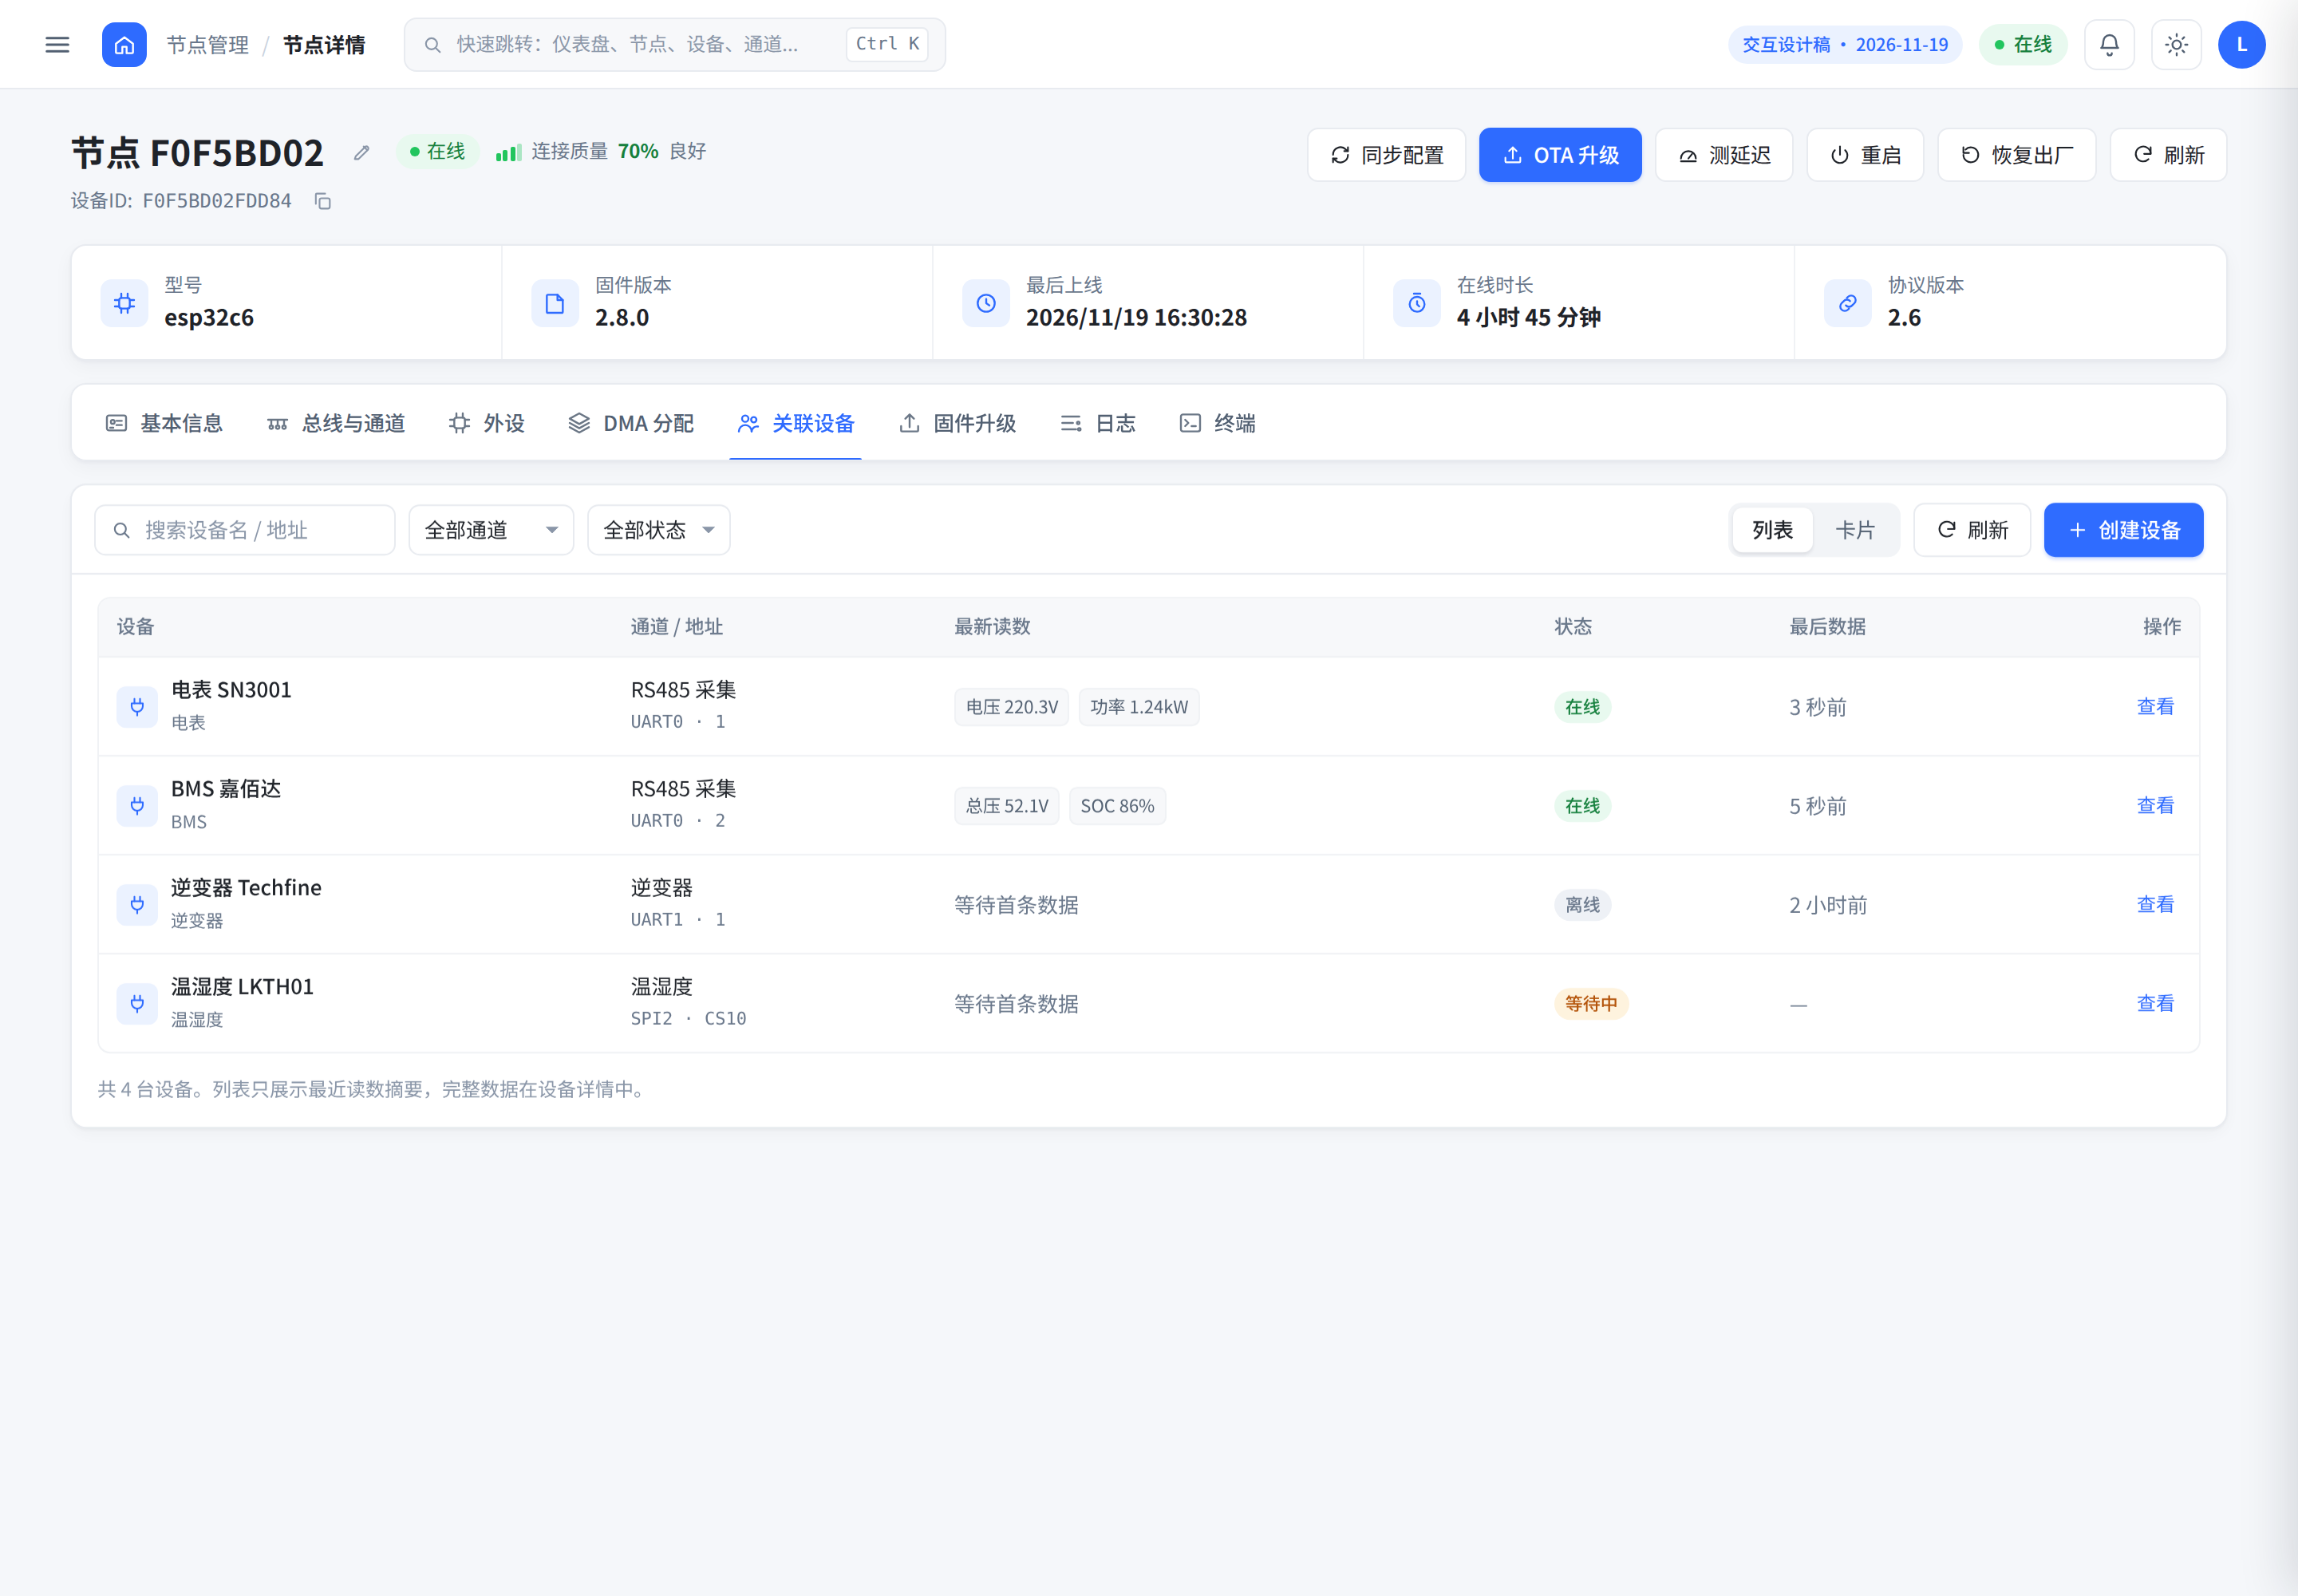 节点管理 / 节点详情
快速跳转：仪表盘、节点、设备、通道...
Ctrl K
交互设计稿 · 2026-11-19
在线
L
节点 F0F5BD02
在线
连接质量 70% 良好
设备ID: F0F5BD02FDD84
同步配置
OTA 升级
测延迟
重启
恢复出厂
刷新
型号
esp32c6
固件版本
2.8.0
最后上线
2026/11/19 16:30:28
在线时长
4 小时 45 分钟
协议版本
2.6
基本信息
总线与通道
外设
DMA 分配
关联设备
固件升级
日志
终端
搜索设备名 / 地址
全部通道
全部状态
列表
卡片
刷新
创建设备
设备 通道 / 地址 最新读数 状态 最后数据 操作
电表 SN3001
电表
RS485 采集
UART0 · 1
电压 220.3V 功率 1.24kW
在线
3 秒前
查看
BMS 嘉佰达
BMS
RS485 采集
UART0 · 2
总压 52.1V SOC 86%
在线
5 秒前
查看
逆变器 Techfine
逆变器
逆变器
UART1 · 1
等待首条数据
离线
2 小时前
查看
温湿度 LKTH01
温湿度
温湿度
SPI2 · CS10
等待首条数据
等待中
—
查看
共 4 台设备。列表只展示最近读数摘要，完整数据在设备详情中。